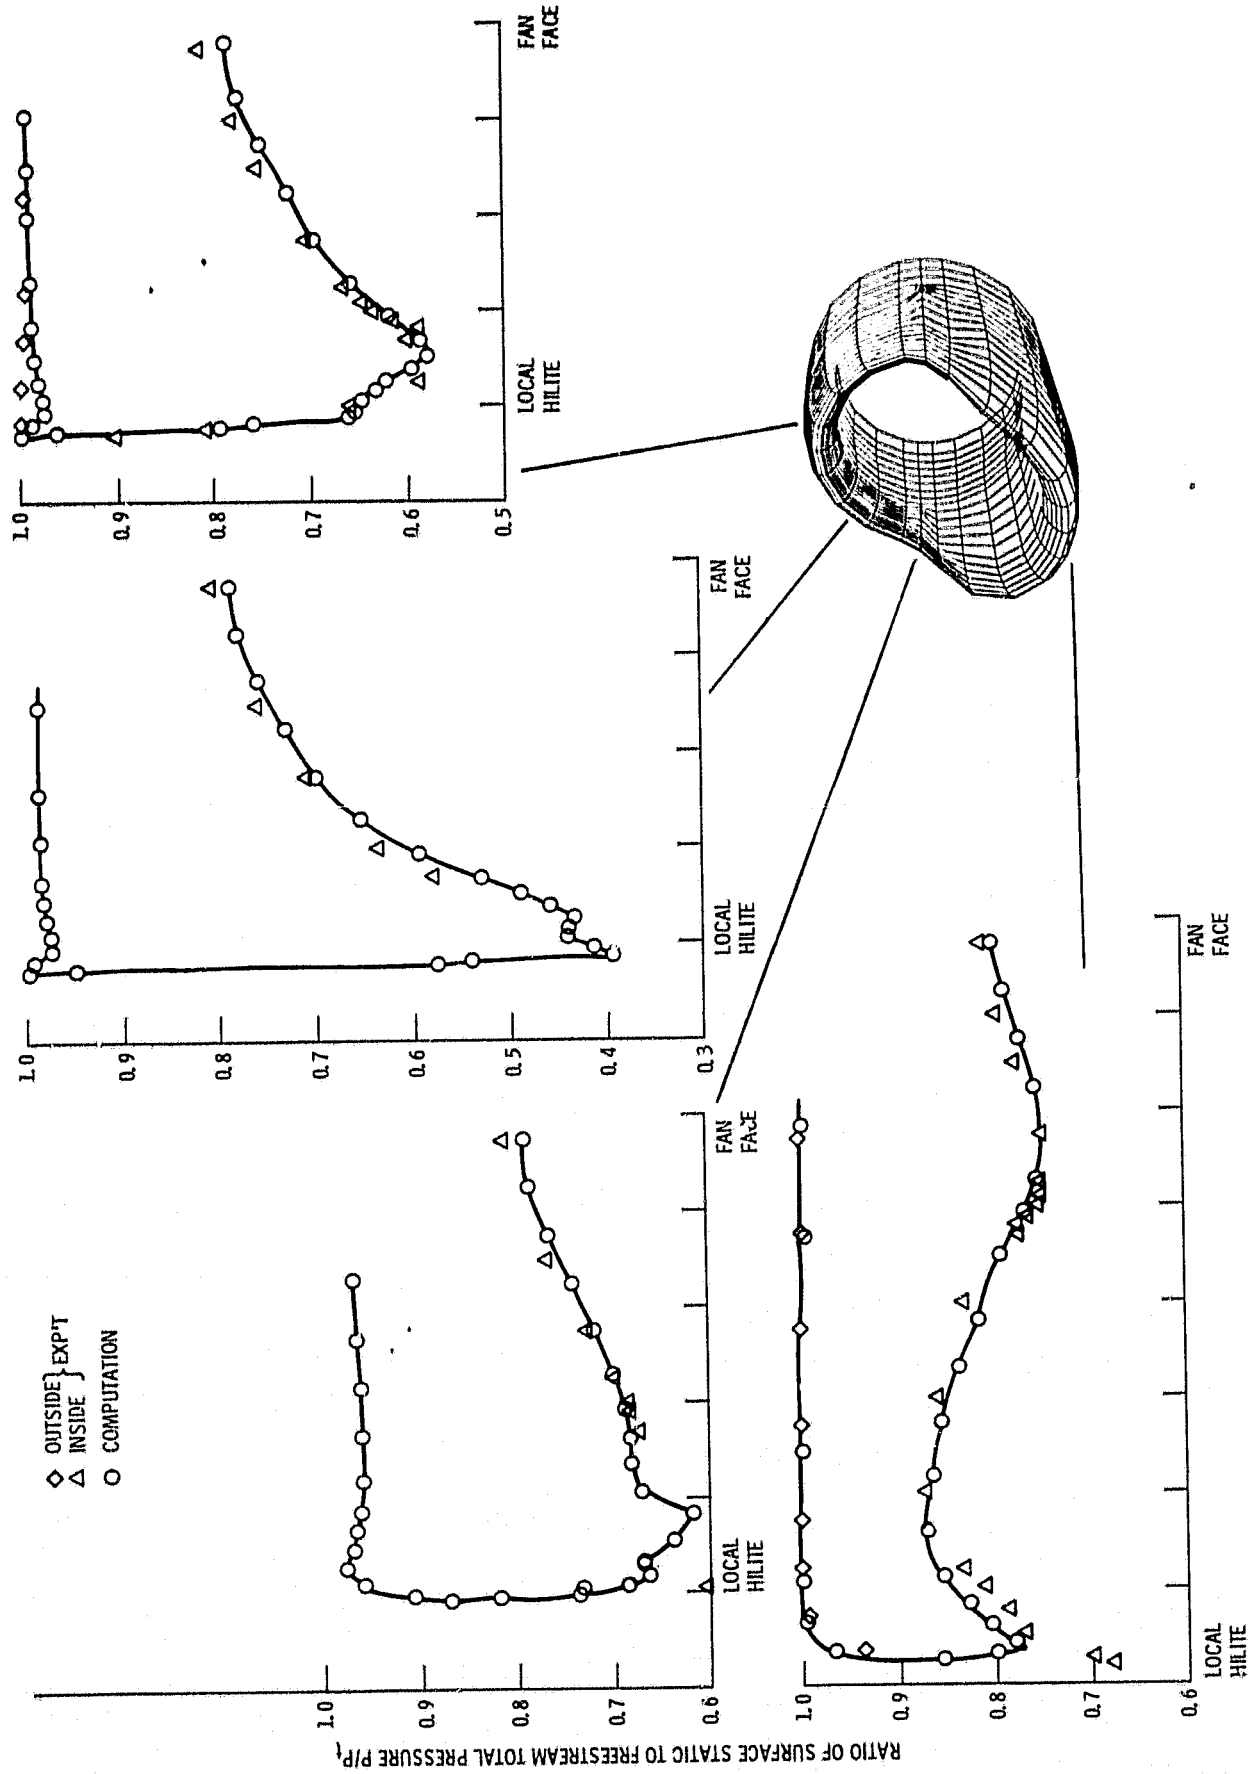 ◇ OUTSIDE } EXP'T
△ INSIDE
○ COMPUTATION
RATIO OF SURFACE STATIC TO FREESTREAM TOTAL PRESSURE P/Pt
1.0
0.9
0.8
0.7
0.6
LOCAL
HILITE
FAN
FACE
1.0
0.9
0.8
0.7
0.6
0.5
0.4
0.3
LOCAL
HILITE
FAN
FACE
1.0
0.9
0.8
0.7
0.6
0.5
LOCAL
HILITE
FAN
FACE
1.0
0.9
0.8
0.7
0.6
LOCAL
HILITE
FAN
FACE